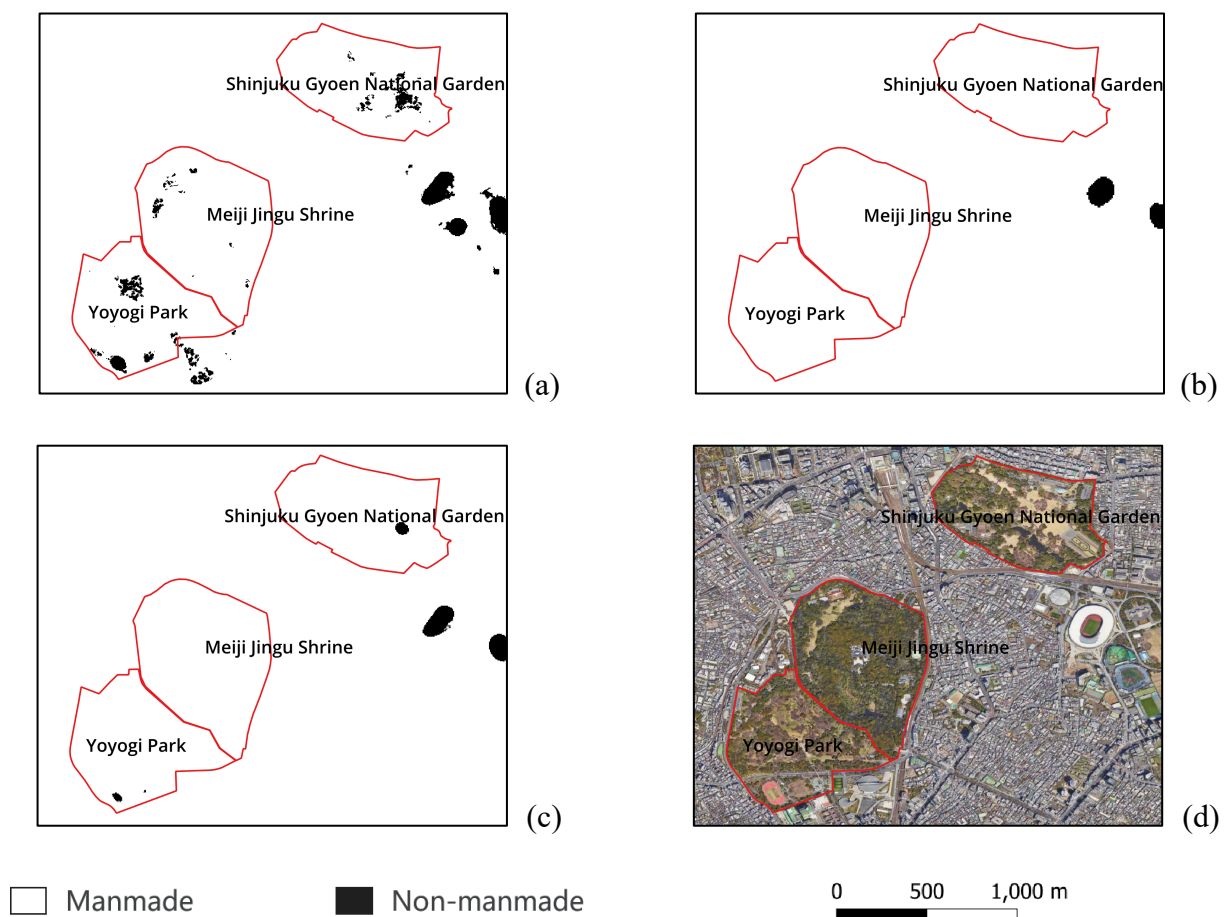 Shinjuku Gyoen National Garden
Meiji Jingu Shrine
Yoyogi Park
(a)
Shinjuku Gyoen National Garden
Meiji Jingu Shrine
Yoyogi Park
(b)
Shinjuku Gyoen National Garden
Meiji Jingu Shrine
Yoyogi Park
(c)
Shinjuku Gyoen National Garden
Meiji Jingu Shrine
Yoyogi Park
(d)
Manmade
Non-manmade
0 500 1,000 m